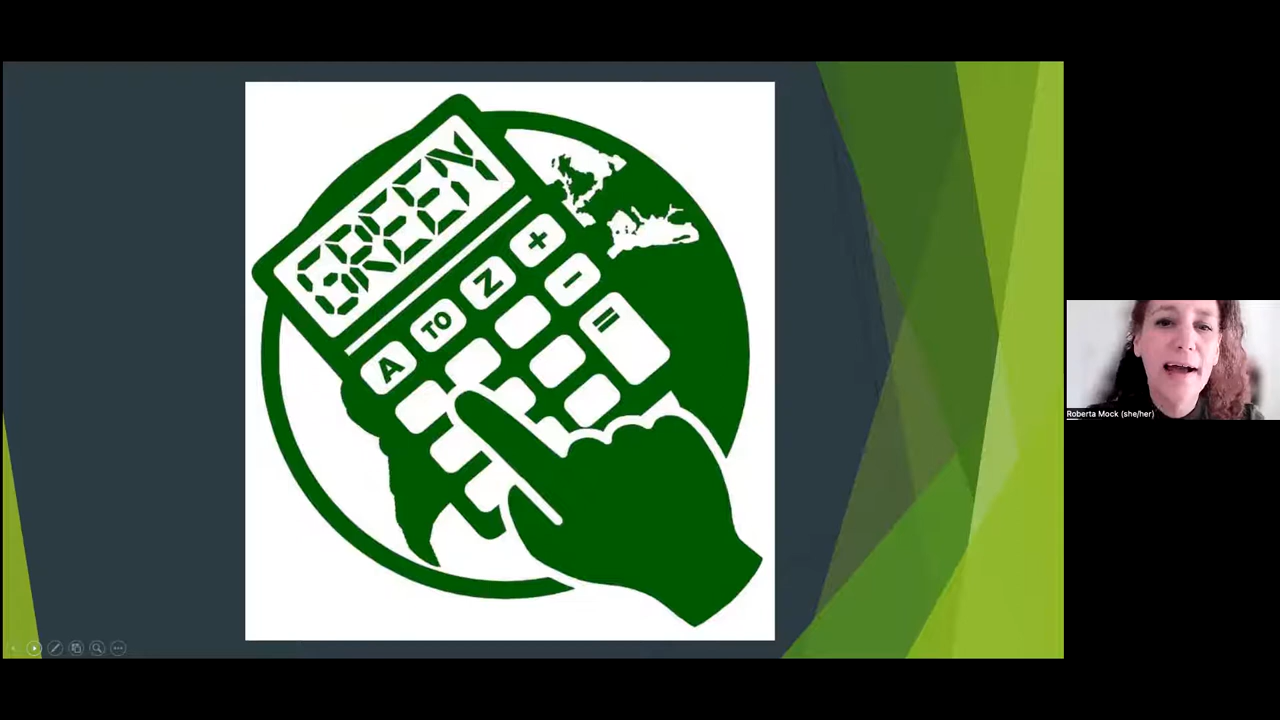 GREEN
A TO Z + -
=
Roberta Mock (she/her)